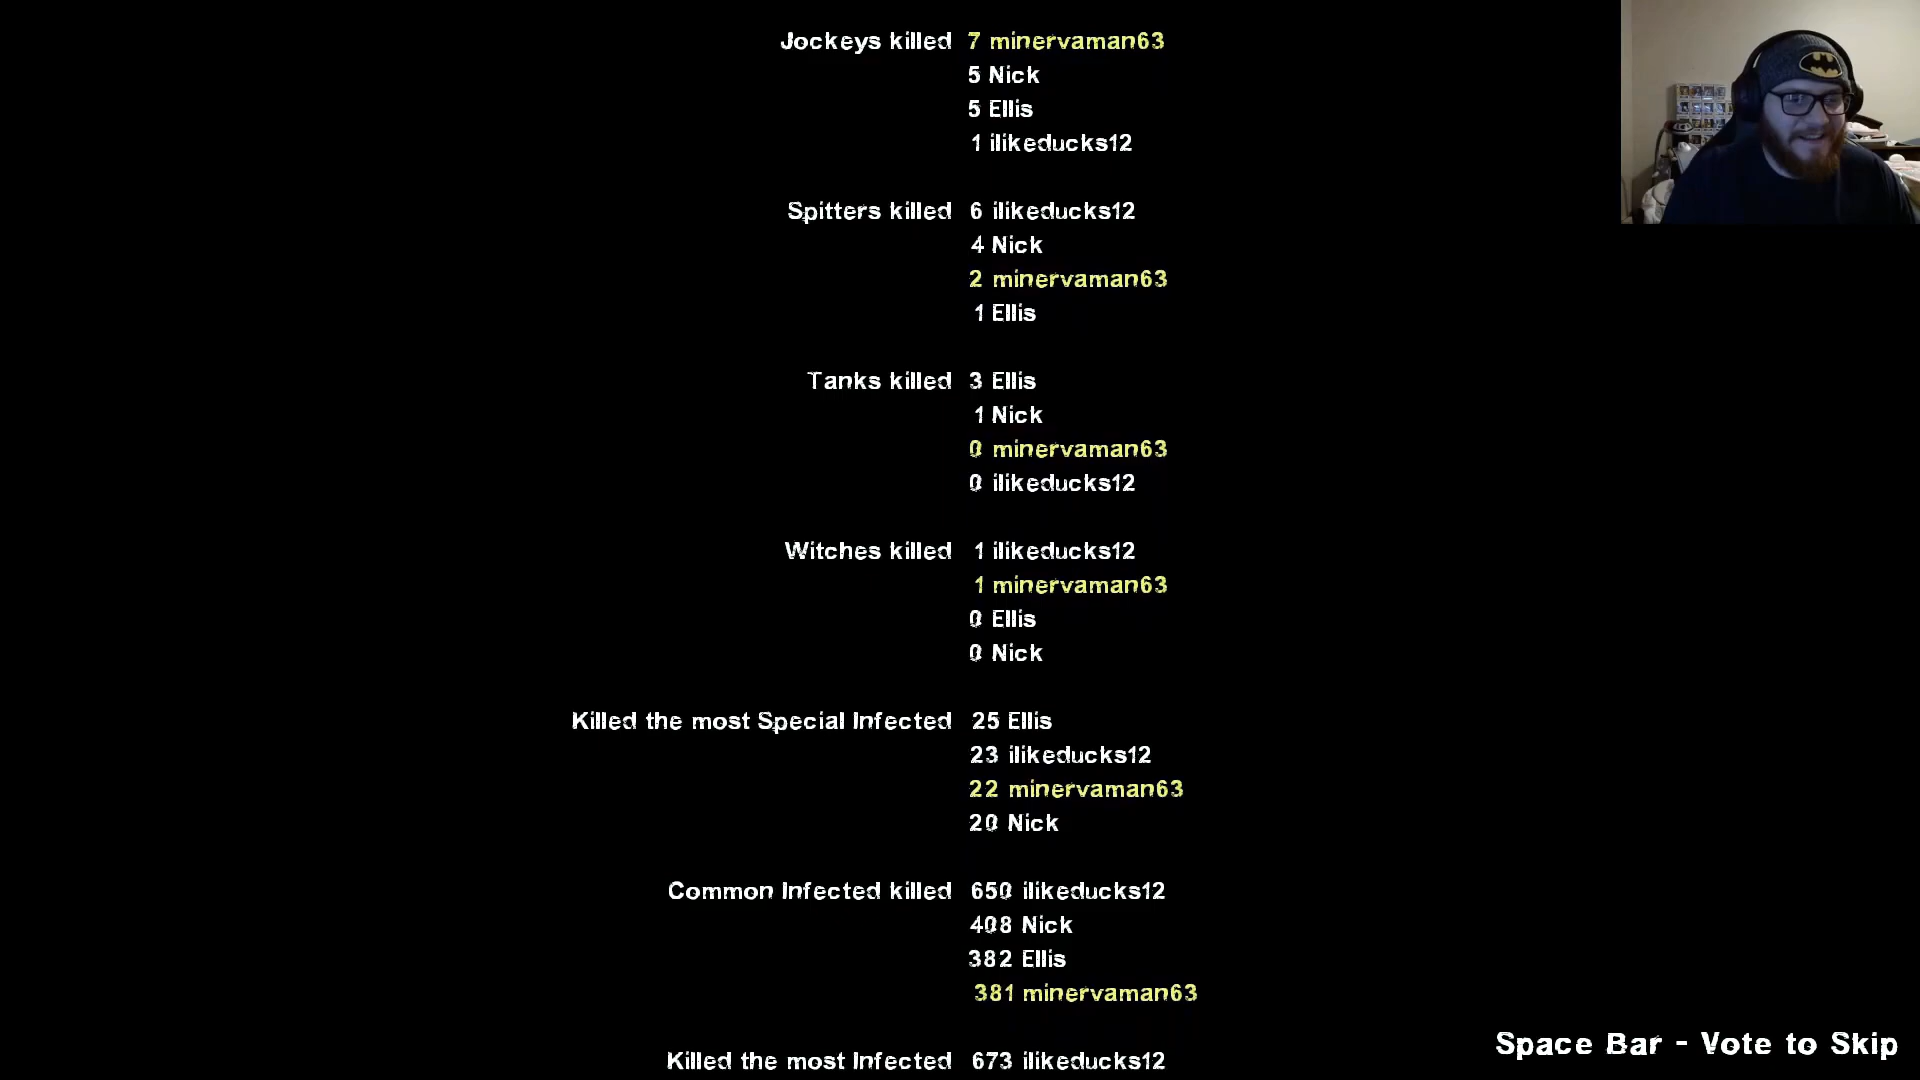 Jockeys killed 7 minervaman63
5 Nick
5 Ellis
1 ilikeducks12
Spitters killed 6 ilikeducks12
4 Nick
2 minervaman63
1 Ellis
Tanks killed 3 Ellis
1 Nick
0 minervaman63
0 ilikeducks12
Witches killed 1 ilikeducks12
1 minervaman63
0 Ellis
0 Nick
Killed the most Special Infected 25 Ellis
23 ilikeducks12
22 minervaman63
20 Nick
Common Infected killed 650 ilikeducks12
408 Nick
382 Ellis
381 minervaman63
Killed the most Infected 673 ilikeducks12
Space Bar - Vote to Skip